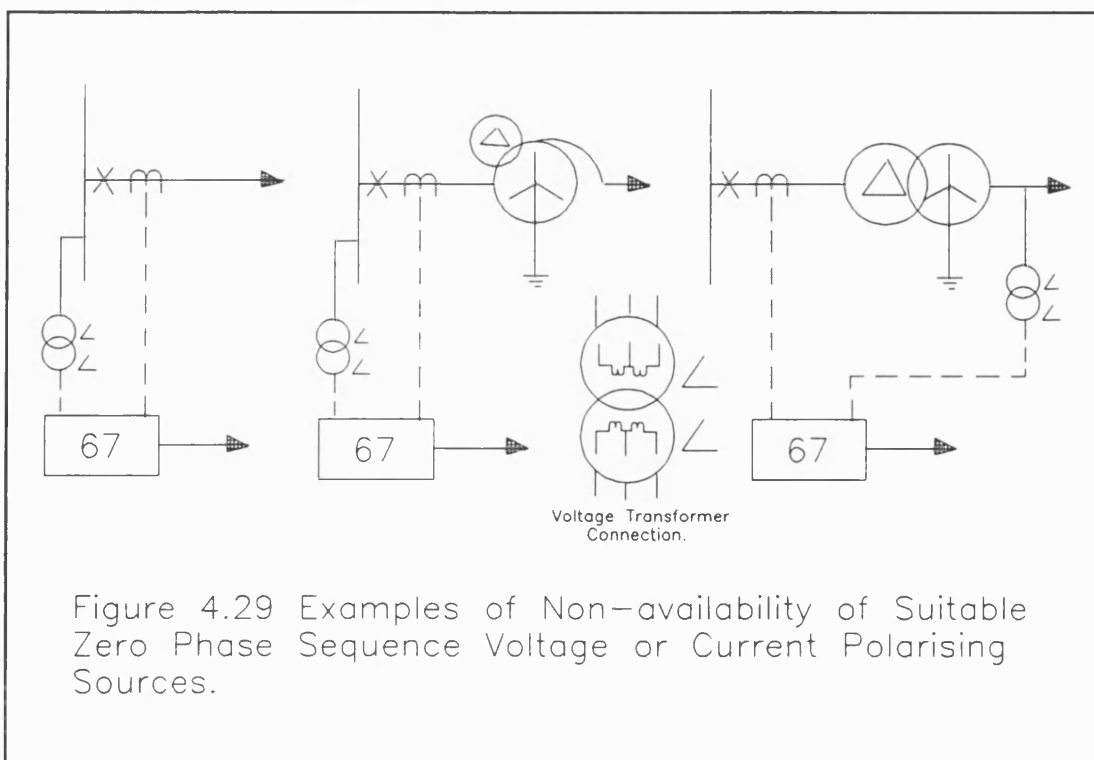 67
67
67
Voltage Transformer
Connection.
Figure 4.29 Examples of Non-availability of Suitable
Zero Phase Sequence Voltage or Current Polarising
Sources.